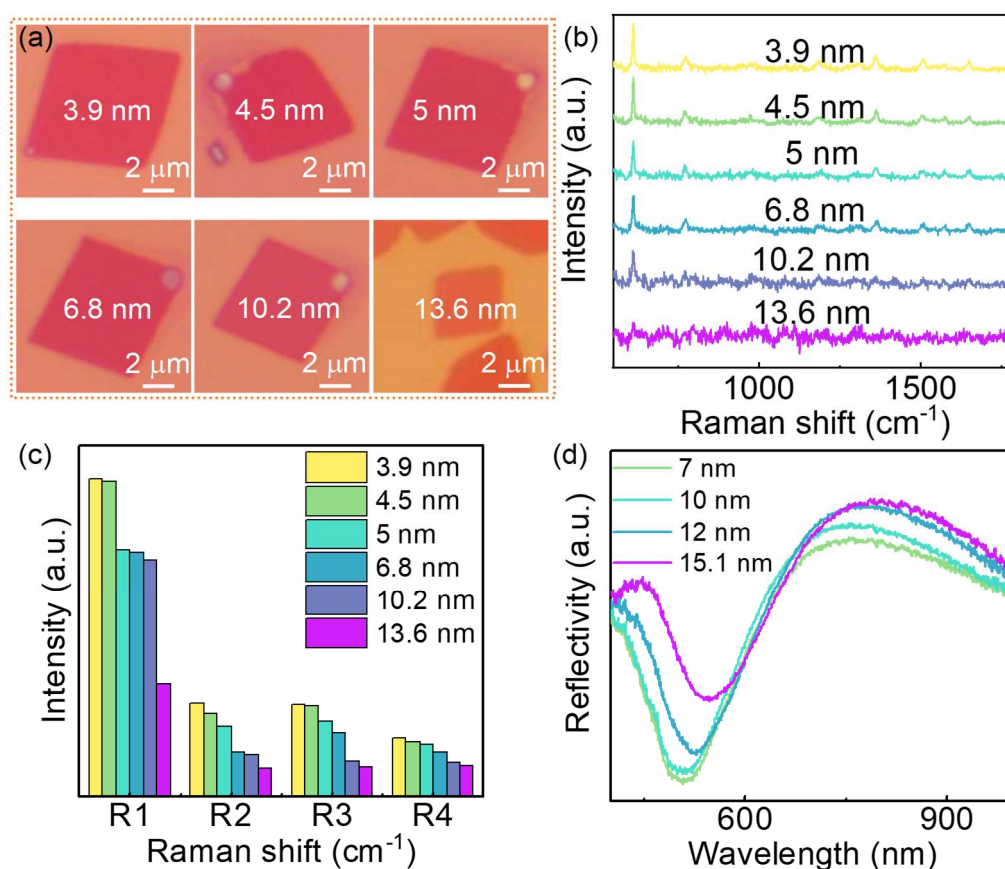 (a)
3.9 nm
2 μm
4.5 nm
2 μm
5 nm
2 μm
6.8 nm
2 μm
10.2 nm
2 μm
13.6 nm
2 μm
(b)
3.9 nm
4.5 nm
5 nm
6.8 nm
10.2 nm
13.6 nm
Intensity (a.u.)
1000 1500
Raman shift (cm⁻¹)
(c)
3.9 nm
4.5 nm
5 nm
6.8 nm
10.2 nm
13.6 nm
Intensity (a.u.)
R1 R2 R3 R4
Raman shift (cm⁻¹)
(d)
7 nm
10 nm
12 nm
15.1 nm
Reflectivity (a.u.)
600 900
Wavelength (nm)